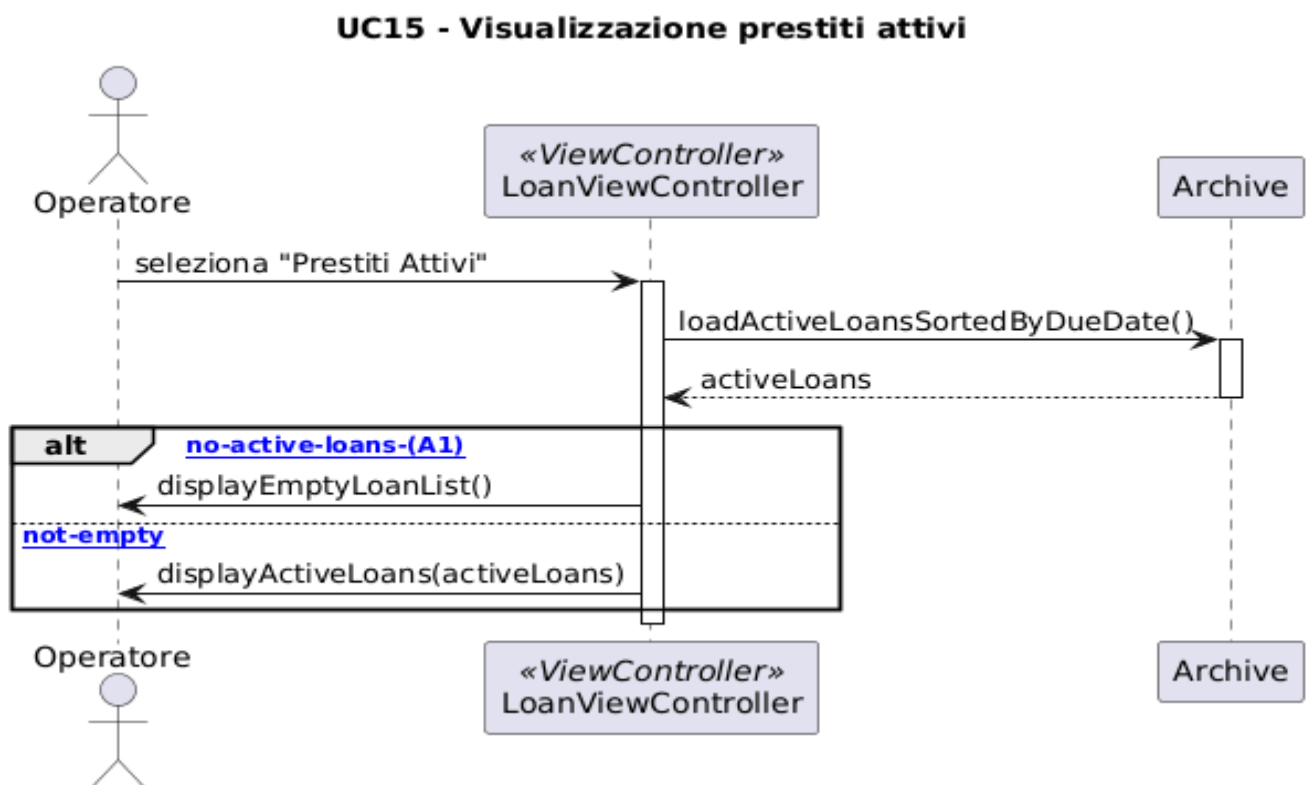 UC15 - Visualizzazione prestiti attivi
Operatore
«ViewController»
LoanViewController
Archive
seleziona "Prestiti Attivi"
loadActiveLoansSortedByDueDate()
activeLoans
alt
no-active-loans-(A1)
displayEmptyLoanList()
not-empty
displayActiveLoans(activeLoans)
Operatore
«ViewController»
LoanViewController
Archive